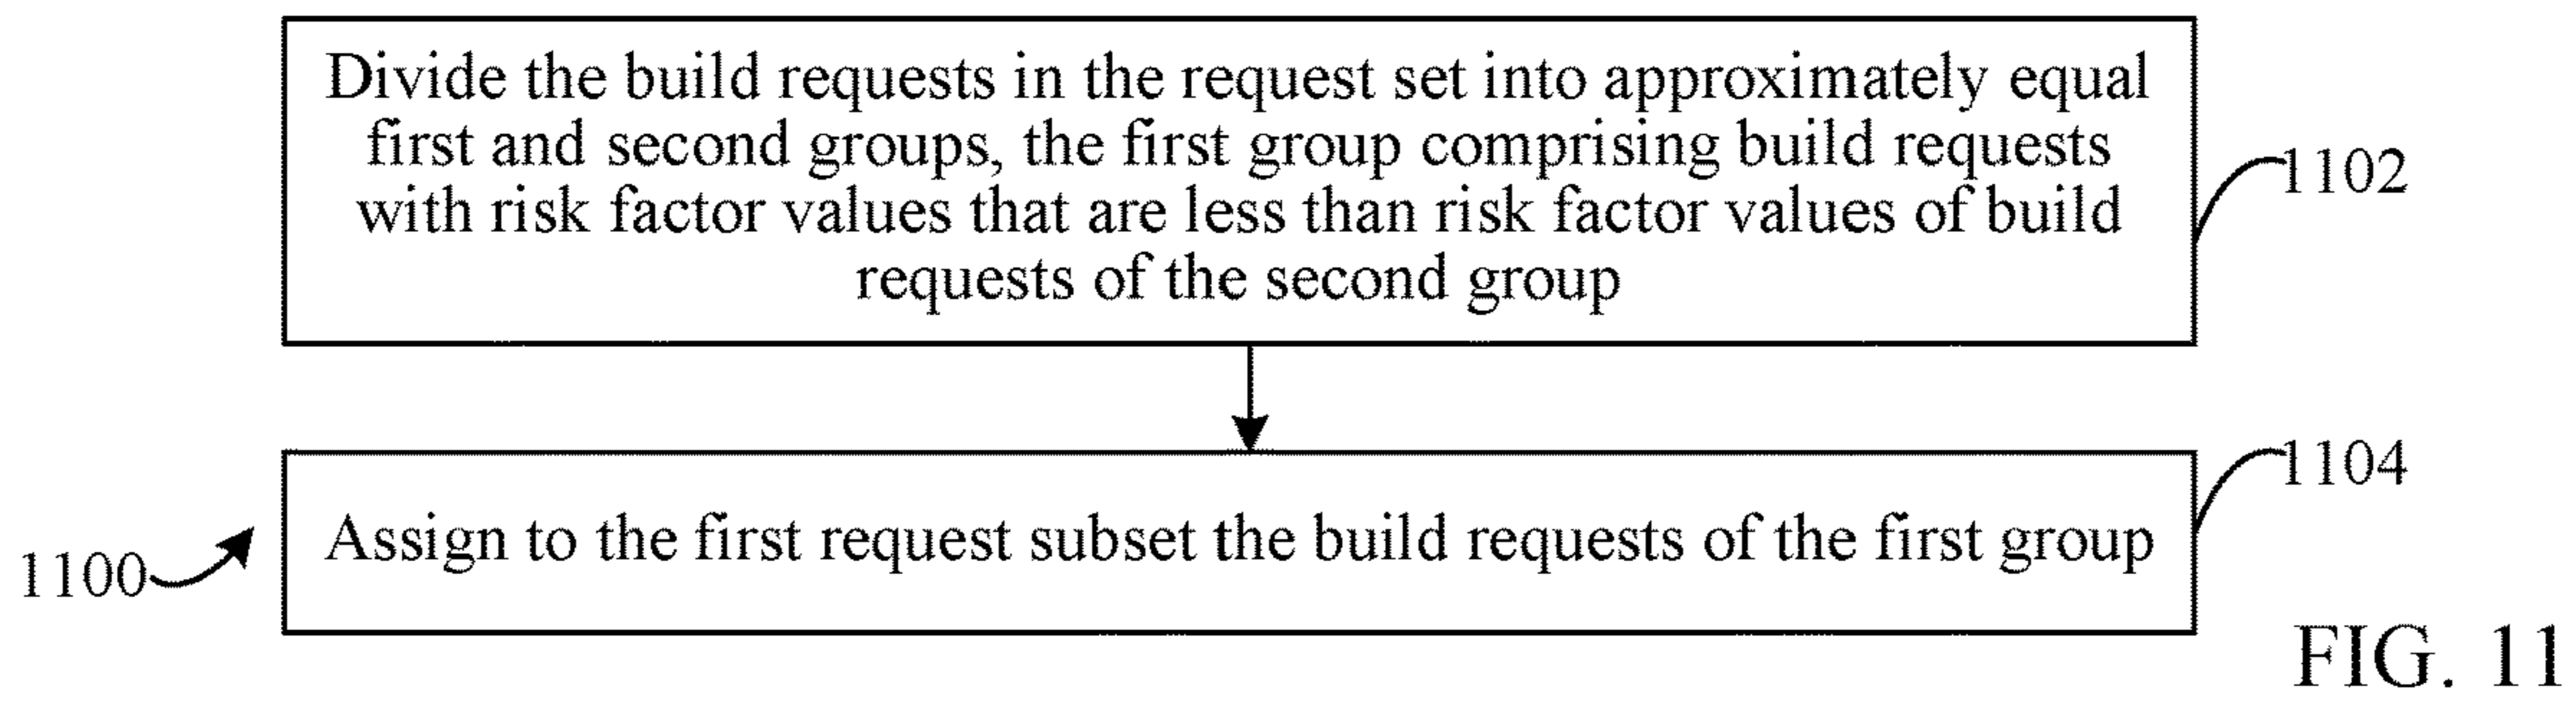 Divide the build requests in the request set into approximately equal
first and second groups, the first group comprising build requests
with risk factor values that are less than risk factor values of build
requests of the second group
1102
Assign to the first request subset the build requests of the first group
1104
1100
FIG. 11